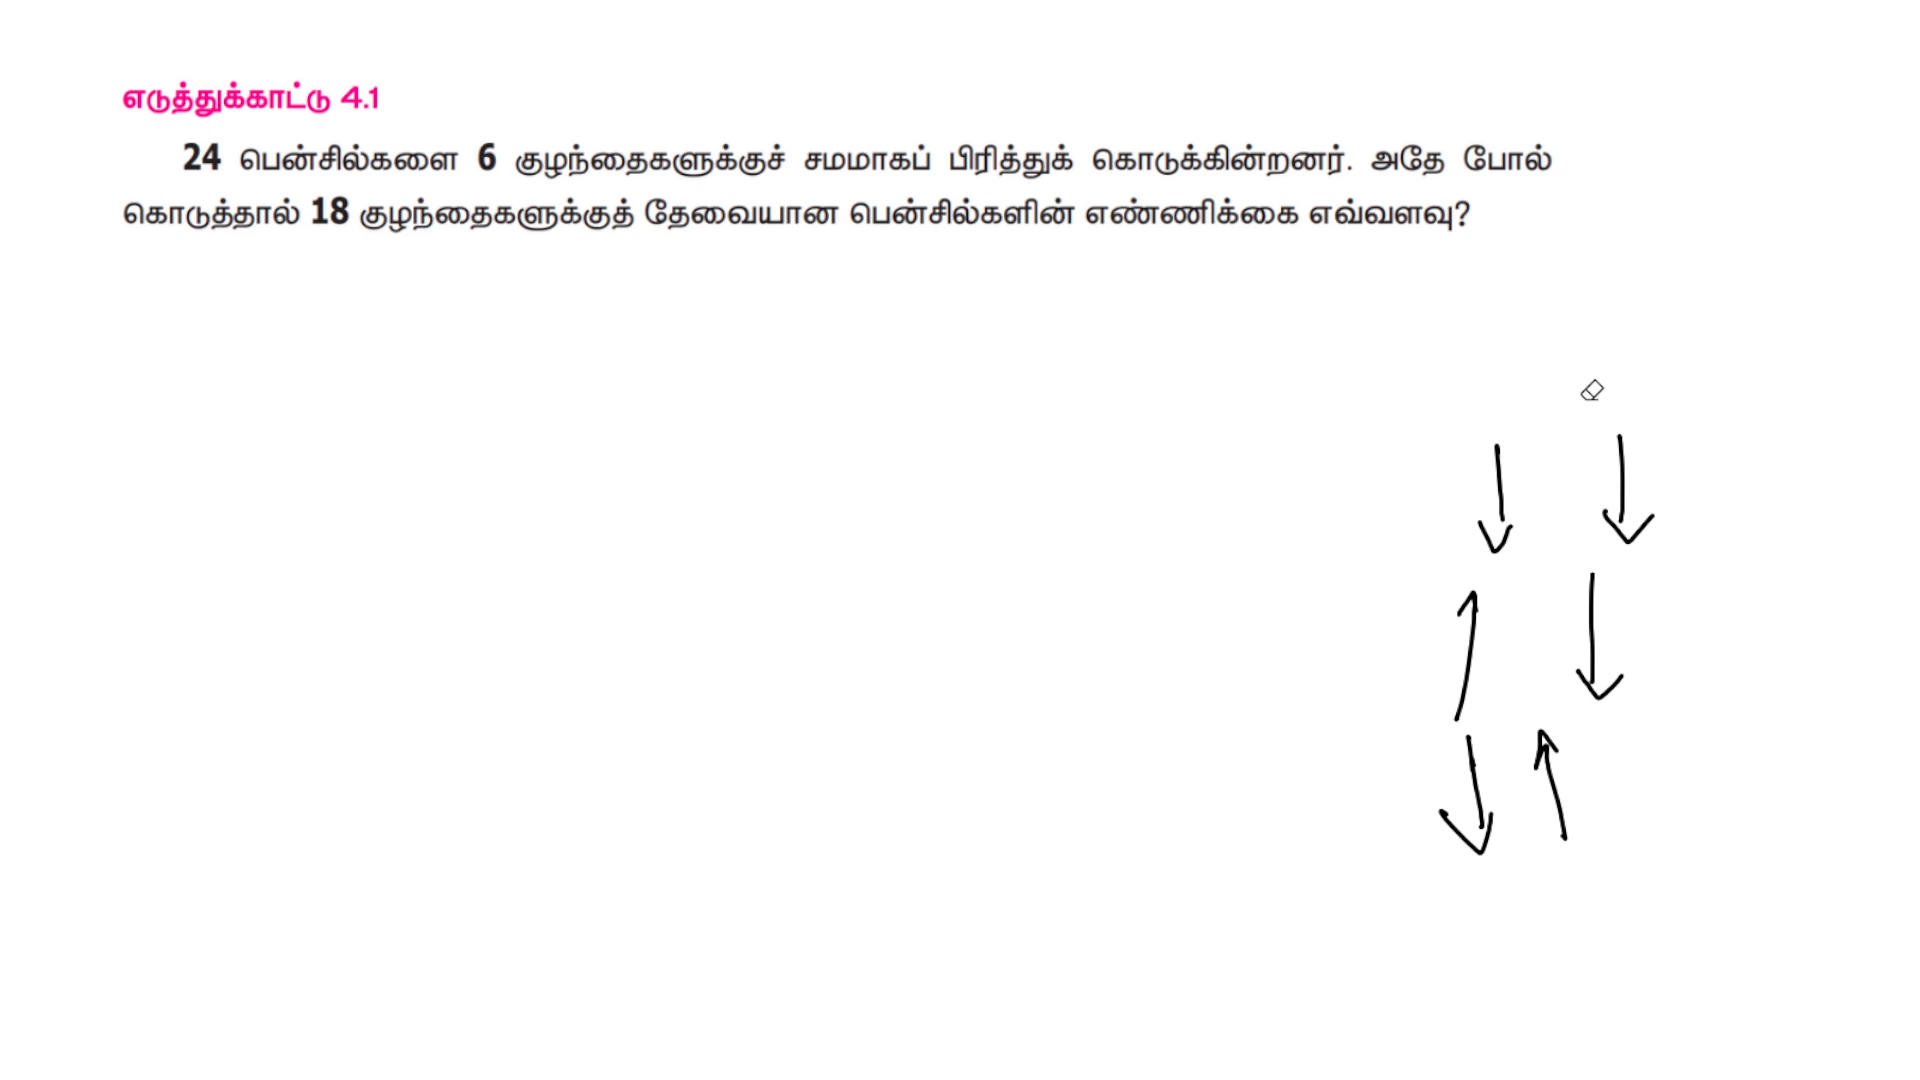 எடுத்துக்காட்டு 4.1
24 பென்சில்களை 6 குழந்தைகளுக்குச் சமமாகப் பிரித்துக் கொடுக்கின்றனர். அதே போல்
கொடுத்தால் 18 குழந்தைகளுக்குத் தேவையான பென்சில்களின் எண்ணிக்கை எவ்வளவு?